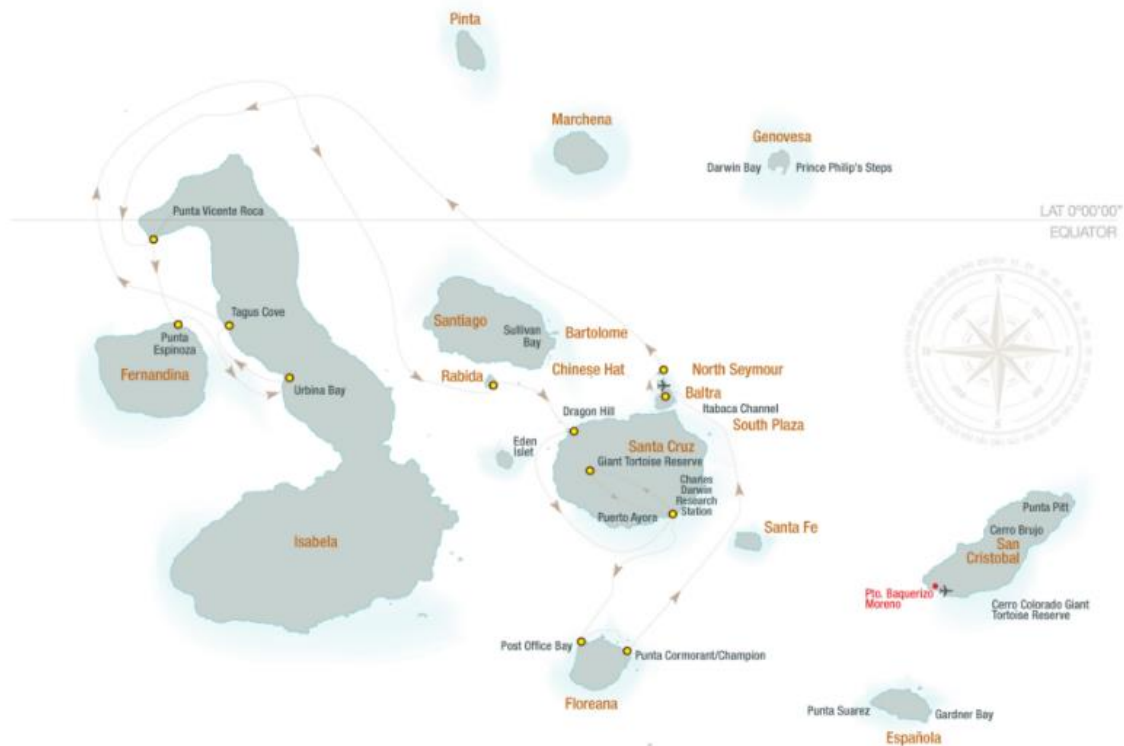 Pinta
Marchena
Genovesa
Darwin Bay
Prince Philip's Steps
Punta Vicente Roca
LAT 0°00'00"
EQUATOR
Tagus Cove
Punta
Espinoza
Fernandina
Urbina Bay
Santiago
Sullivan
Bay
Bartolome
Chinese Hat
Rabida
North Seymour
Baltra
Itabaca Channel
South Plaza
Dragon Hill
Eden
Islet
Santa Cruz
Giant Tortoise Reserve
Charles
Darwin
Research
Station
Puerto Ayora
Santa Fe
Isabela
Punta Pitt
Cerro Brujo
San
Cristobal
Pto. Baquerizo
Moreno
Cerro Colorado Giant
Tortoise Reserve
Post Office Bay
Punta Cormorant/Champion
Floreana
Punta Suarez
Gardner Bay
Española